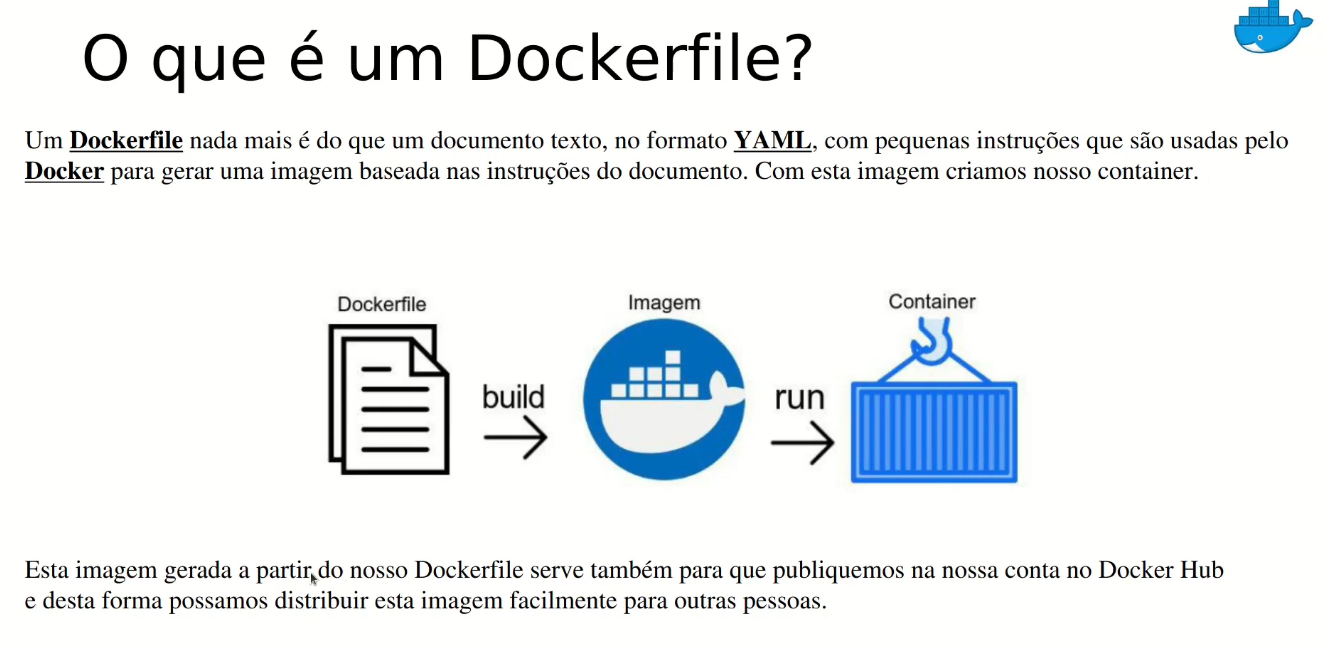 O que é um Dockerfile?
Um Dockerfile nada mais é do que um documento texto, no formato YAML, com pequenas instruções que são usadas pelo
Docker para gerar uma imagem baseada nas instruções do documento. Com esta imagem criamos nosso container.
Dockerfile
Imagem
Container
build
run
Esta imagem gerada a partir do nosso Dockerfile serve também para que publiquemos na nossa conta no Docker Hub
e desta forma possamos distribuir esta imagem facilmente para outras pessoas.